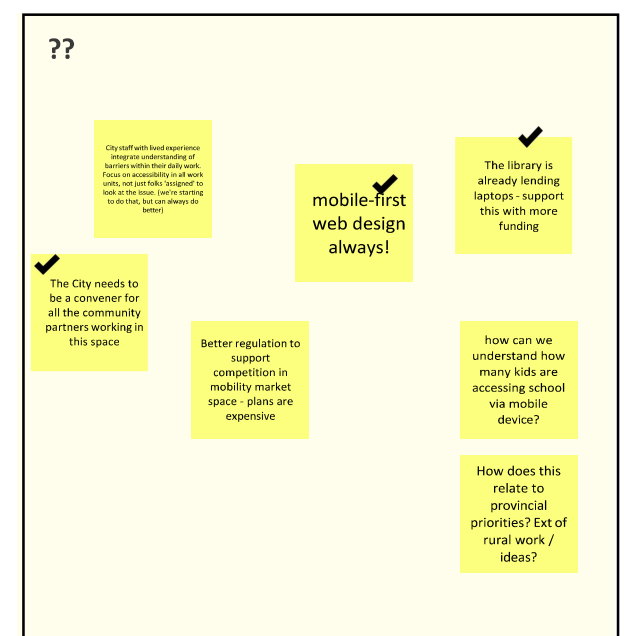 ??
City staff with lived experience
integrate understanding of
barriers within their daily work.
Focus on accessibility in all work
units, not just folks 'assigned' to
look at the issue. (we're starting
to do that, but can always do
better)
mobile-first
web design
always!
The library is
already lending
laptops - support
this with more
funding
The City needs to
be a convener for
all the community
partners working in
this space
Better regulation to
support
competition in
mobility market
space - plans are
expensive
how can we
understand how
many kids are
accessing school
via mobile
device?
How does this
relate to
provincial
priorities? Ext of
rural work /
ideas?